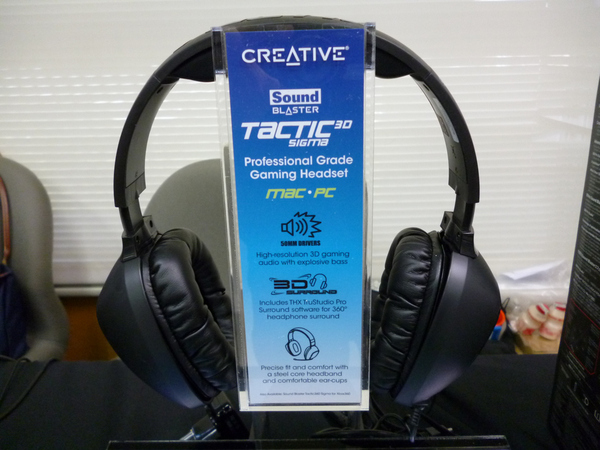 CREATIVE®
Sound
BLASTER
TACTIC3D
SIGMA
Professional Grade
Gaming Headset
mac • PC
50MM DRIVERS
High-resolution 3D gaming
audio with explosive bass
3D
SURROUND
Includes THX TruStudio Pro
Surround software for 360°
headphone surround
Precise fit and comfort with
a steel core headband
and comfortable ear-cups